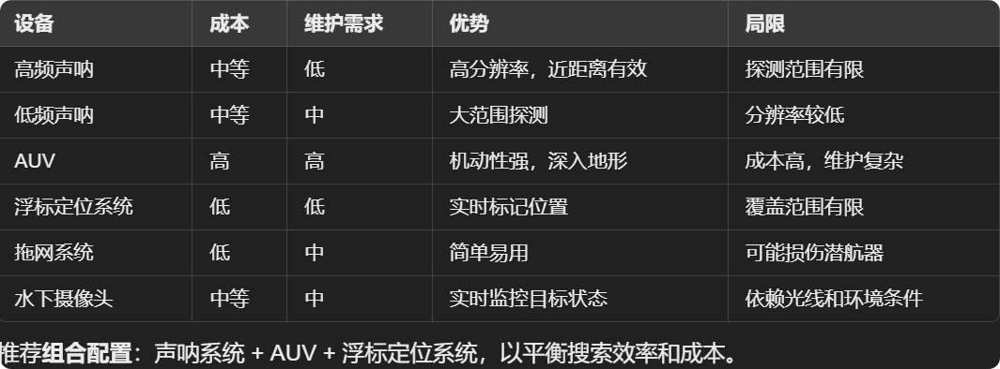 设备 成本 维护需求 优势 局限
高频声呐 中等 低 高分辨率，近距离有效 探测范围有限
低频声呐 中等 中 大范围探测 分辨率较低
AUV 高 高 机动性强，深入地形 成本高，维护复杂
浮标定位系统 低 低 实时标记位置 覆盖范围有限
拖网系统 低 中 简单易用 可能损伤潜航器
水下摄像头 中等 中 实时监控目标状态 依赖光线和环境条件
推荐组合配置：声呐系统 + AUV + 浮标定位系统，以平衡搜索效率和成本。